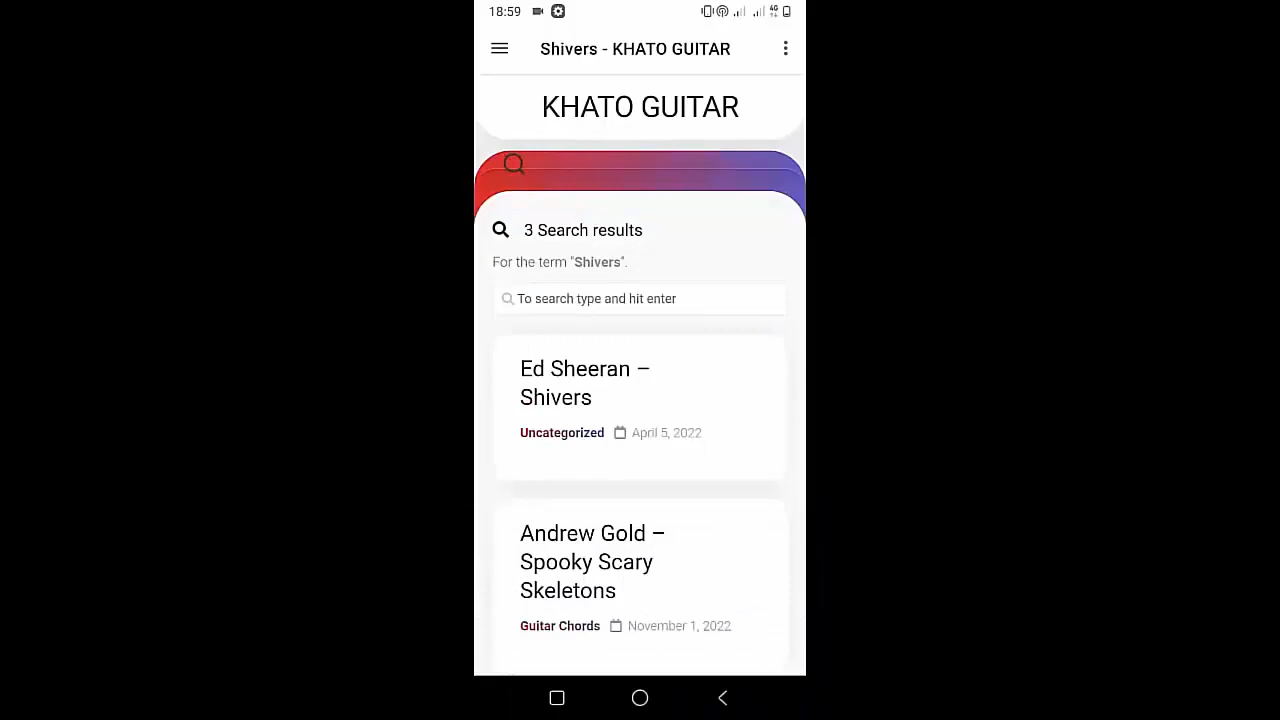 18:59
4G
Shivers - KHATO GUITAR
KHATO GUITAR
3 Search results
For the term "Shivers".
To search type and hit enter
Ed Sheeran –
Shivers
Uncategorized April 5, 2022
Andrew Gold –
Spooky Scary
Skeletons
Guitar Chords November 1, 2022